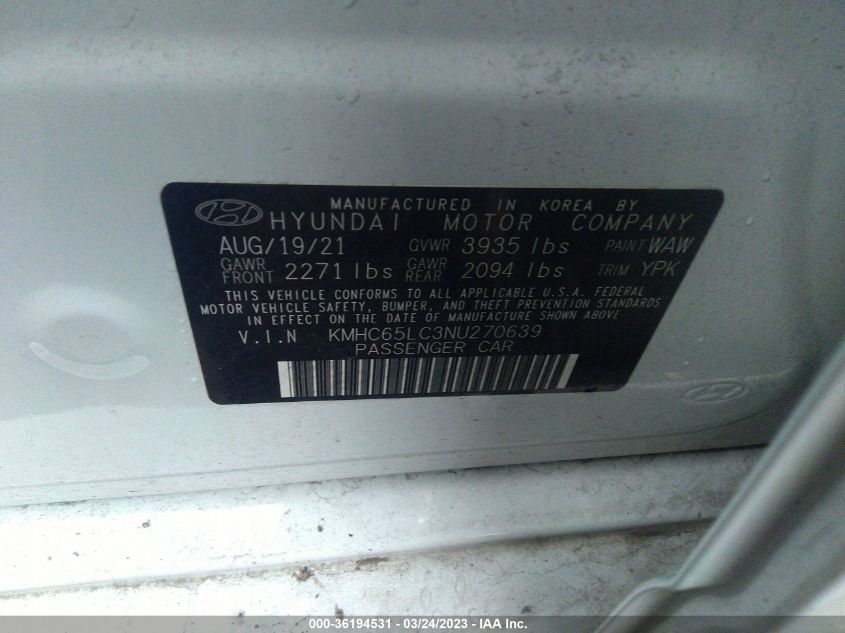 MANUFACTURED IN KOREA BY
HYUNDAI MOTOR COMPANY
AUG/19/21 GVWR 3935 lbs PAINT WAW
GAWR FRONT 2271 lbs GAWR REAR 2094 lbs TRIM YPK
THIS VEHICLE CONFORMS TO ALL APPLICABLE U.S.A. FEDERAL
MOTOR VEHICLE SAFETY, BUMPER, AND THEFT PREVENTION STANDARDS
IN EFFECT ON THE DATE OF MANUFACTURE SHOWN ABOVE
V.I.N KMHC65LC3NU270639
PASSENGER CAR
000-36194531 - 03/24/2023 - IAA Inc.